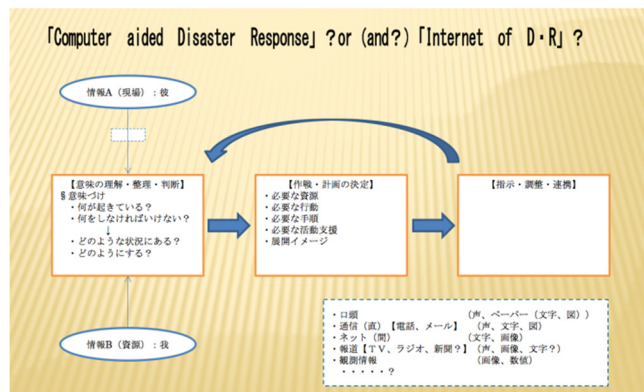 「Computer aided Disaster Response」?or (and?)「Internet of D・R」?
情報A（現場）：彼
【意味の理解・整理・判断】
§意味づけ
・何が起きている？
・何をしなければいけない？
↓
・どのような状況にある？
・どのようにする？
【作戦・計画の決定】
・必要な資源
・必要な行動
・必要な手順
・必要な活動支援
・展開イメージ
【指示・調整・連携】
情報B（資源）：我
・口頭 （声、ペーパー（文字、図））
・通信（直）【電話、メール】 （声、文字、図）
・ネット（間） （文字、画像）
・報道【TV、ラジオ、新聞？】（声、画像、文字？）
・観測情報 （画像、数値）
・・・・・？